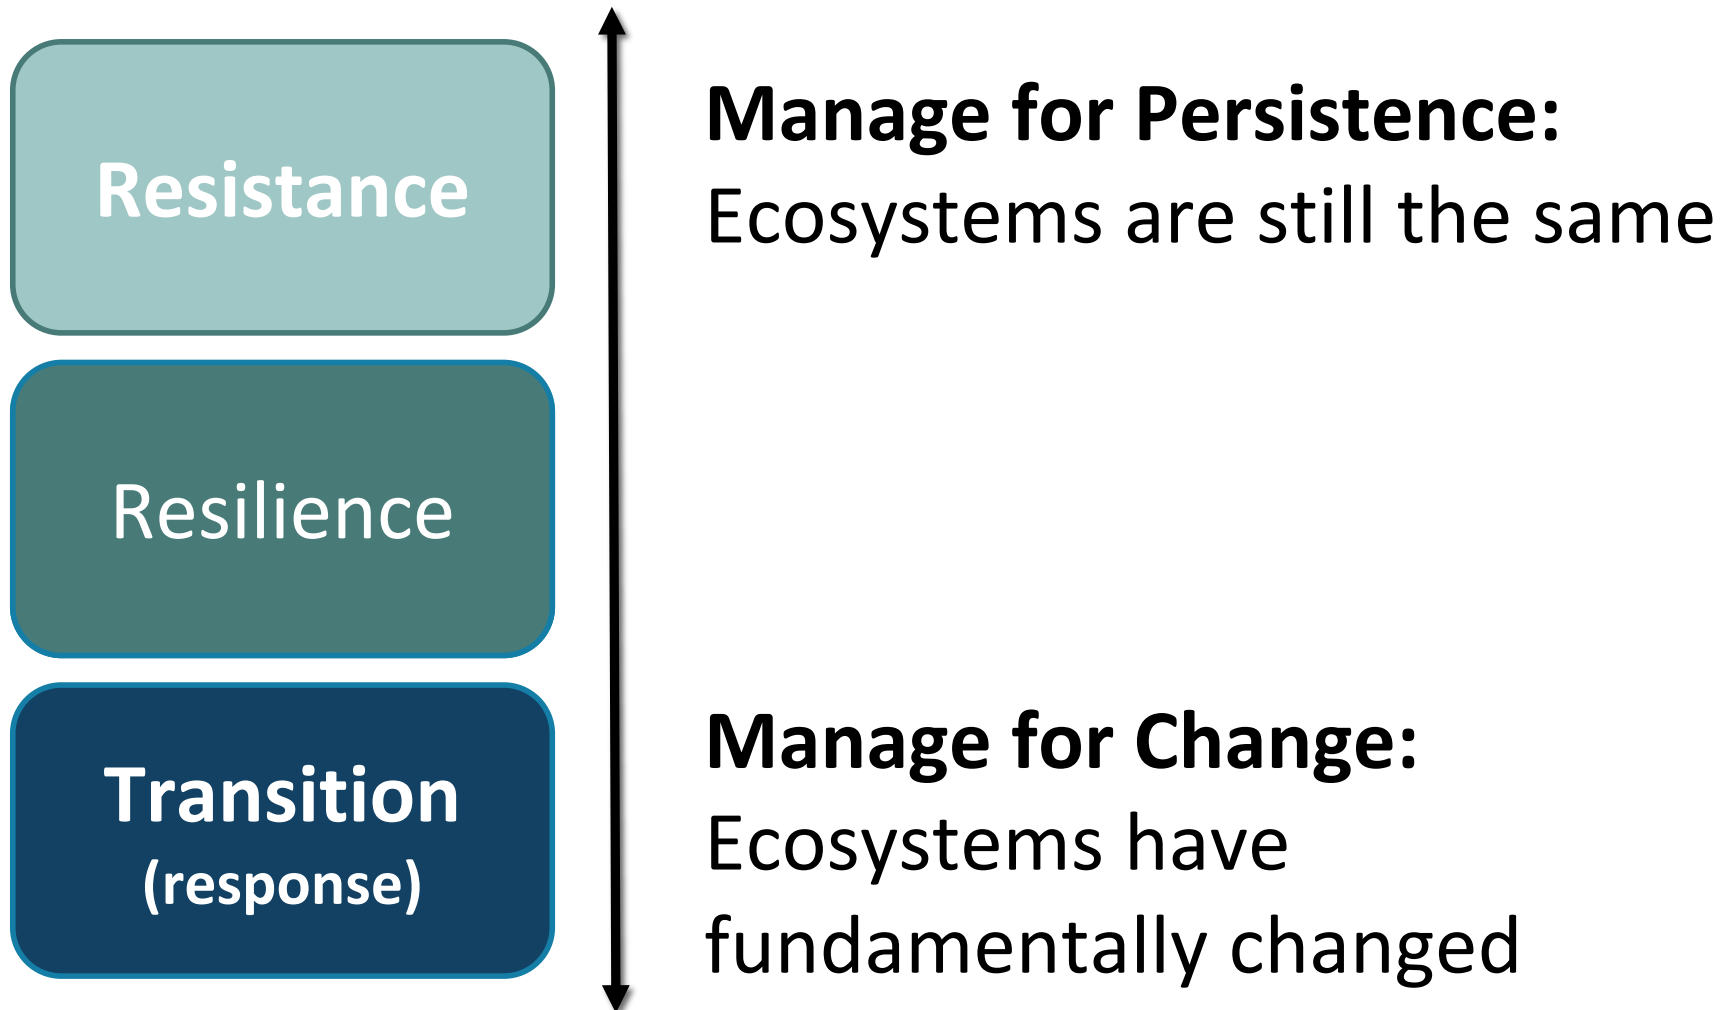 Resistance
Manage for Persistence:
Ecosystems are still the same
Resilience
Transition
(response)
Manage for Change:
Ecosystems have
fundamentally changed